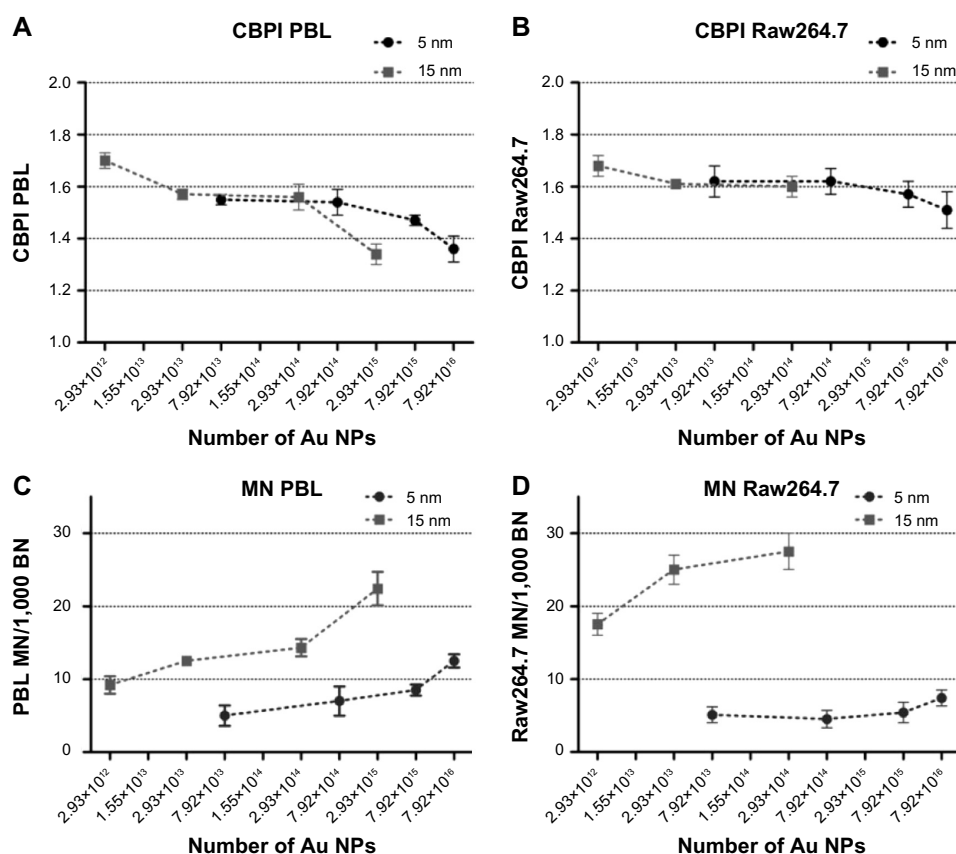 A
CBPI PBL
5 nm
15 nm
CBPI PBL
2.0
1.8
1.6
1.4
1.2
1.0
2.93×10¹²
1.55×10¹³
2.93×10¹³
7.92×10¹³
1.55×10¹⁴
2.93×10¹⁴
7.92×10¹⁴
2.93×10¹⁵
7.92×10¹⁵
7.92×10¹⁶
Number of Au NPs
B
CBPI Raw264.7
5 nm
15 nm
CBPI Raw264.7
2.0
1.8
1.6
1.4
1.2
1.0
2.93×10¹²
1.55×10¹³
2.93×10¹³
7.92×10¹³
1.55×10¹⁴
2.93×10¹⁴
7.92×10¹⁴
2.93×10¹⁵
7.92×10¹⁵
7.92×10¹⁶
Number of Au NPs
C
MN PBL
5 nm
15 nm
PBL MN/1,000 BN
30
20
10
0
2.93×10¹²
1.55×10¹³
2.93×10¹³
7.92×10¹³
1.55×10¹⁴
2.93×10¹⁴
7.92×10¹⁴
2.93×10¹⁵
7.92×10¹⁵
7.92×10¹⁶
Number of Au NPs
D
MN Raw264.7
5 nm
15 nm
Raw264.7 MN/1,000 BN
30
20
10
0
2.93×10¹²
1.55×10¹³
2.93×10¹³
7.92×10¹³
1.55×10¹⁴
2.93×10¹⁴
7.92×10¹⁴
2.93×10¹⁵
7.92×10¹⁵
7.92×10¹⁶
Number of Au NPs